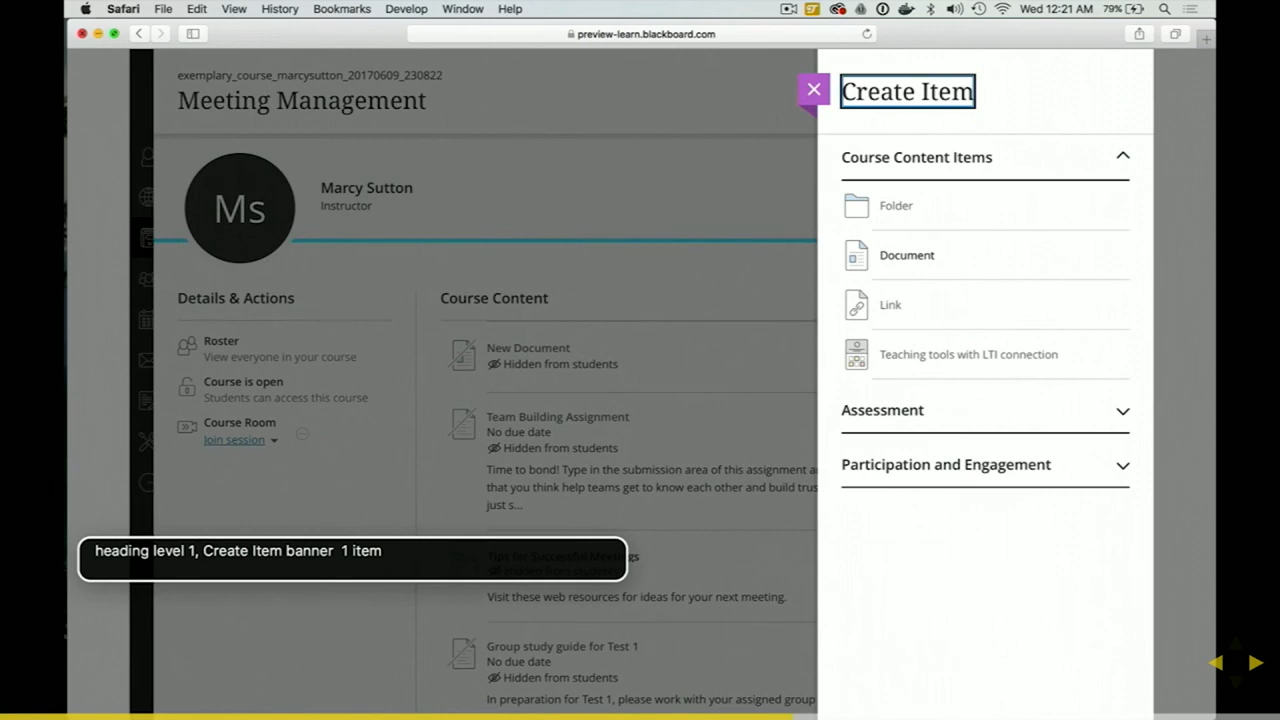 Safari File Edit View History Bookmarks Develop Window Help Wed 12:21 AM 79%
preview-learn.blackboard.com
exemplary_course_marcysutton_20170609_230822
Meeting Management
Ms
Marcy Sutton
Instructor
Details & Actions
Roster
View everyone in your course
Course is open
Students can access this course
Course Room
Join session
Course Content
New Document
Hidden from students
Team Building Assignment
No due date
Hidden from students
Time to bond! Type in the submission area of this assignment
that you think help teams get to know each other and build
just s...
Tips for Successful Meetings
Hidden from students
Visit these web resources for ideas for your next meeting.
Group study guide for Test 1
No due date
Hidden from students
In preparation for Test 1, please work with your assigned group
Create Item
Course Content Items
Folder
Document
Link
Teaching tools with LTI connection
Assessment
Participation and Engagement
heading level 1, Create Item banner 1 item